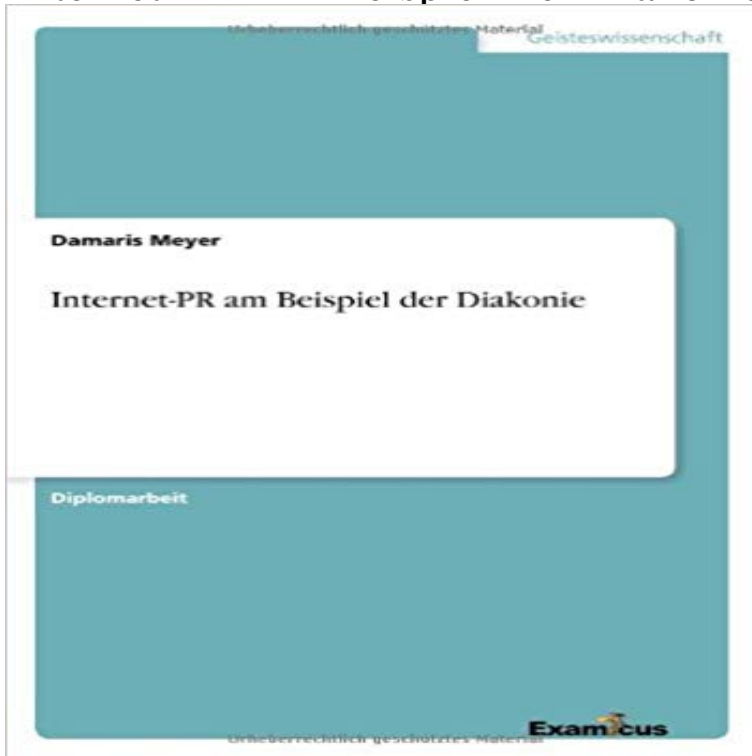 Urheberrechtlich geschütztes Material
Geisteswissenschaft
Damaris Meyer
Internet-PR am Beispiel der Diakonie
Diplomarbeit
Examicus
Urheberrechtlich geschütztes Material